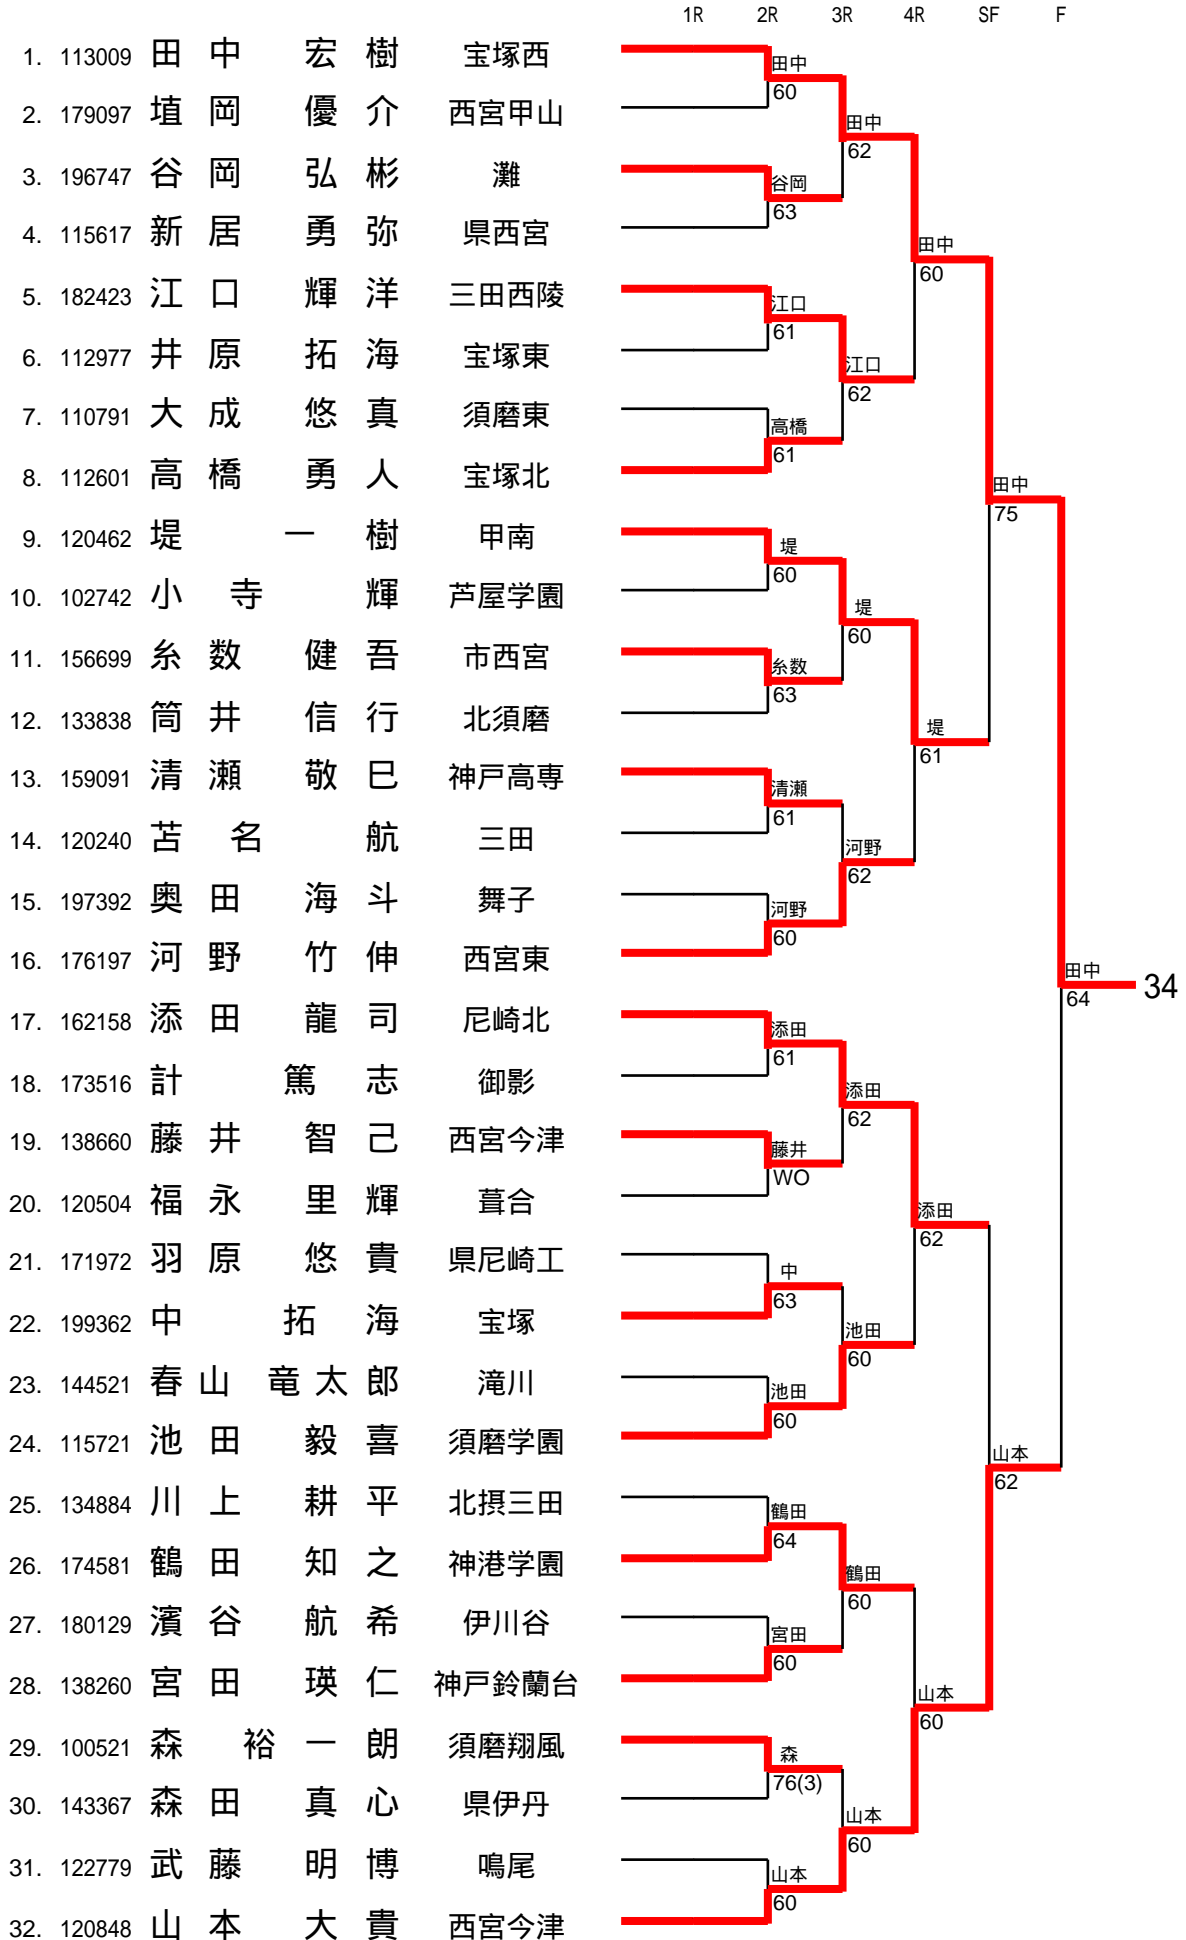 1R 2R 3R 4R SF F
1. 113009 田中 宏樹 宝塚西
田中
60
2. 179097 埴岡 優介 西宮甲山
田中
62
3. 196747 谷岡 弘彬 灘
谷岡
63
4. 115617 新居 勇弥 県西宮
田中
60
5. 182423 江口 輝洋 三田西陵
江口
61
6. 112977 井原 拓海 宝塚東
江口
62
7. 110791 大成 悠真 須磨東
高橋
61
8. 112601 高橋 勇人 宝塚北
田中
75
9. 120462 堤 一樹 甲南
堤
60
10. 102742 小寺 輝 芦屋学園
堤
60
11. 156699 糸数 健吾 市西宮
糸数
63
12. 133838 筒井 信行 北須磨
堤
61
13. 159091 清瀬 敬巳 神戸高専
清瀬
61
14. 120240 苫名 航 三田
河野
62
15. 197392 奥田 海斗 舞子
河野
60
16. 176197 河野 竹伸 西宮東
田中
64
34
17. 162158 添田 龍司 尼崎北
添田
61
18. 173516 計 篤志 御影
添田
62
19. 138660 藤井 智己 西宮今津
藤井
WO
20. 120504 福永 里輝 葺合
添田
62
21. 171972 羽原 悠貴 県尼崎工
中
63
22. 199362 中 拓海 宝塚
池田
60
23. 144521 春山 竜太郎 滝川
池田
60
24. 115721 池田 毅喜 須磨学園
山本
62
25. 134884 川上 耕平 北摂三田
鶴田
64
26. 174581 鶴田 知之 神港学園
鶴田
60
27. 180129 濱谷 航希 伊川谷
宮田
60
28. 138260 宮田 瑛仁 神戸鈴蘭台
山本
60
29. 100521 森 裕一朗 須磨翔風
森
76(3)
30. 143367 森田 真心 県伊丹
山本
60
31. 122779 武藤 明博 鳴尾
山本
60
32. 120848 山本 大貴 西宮今津